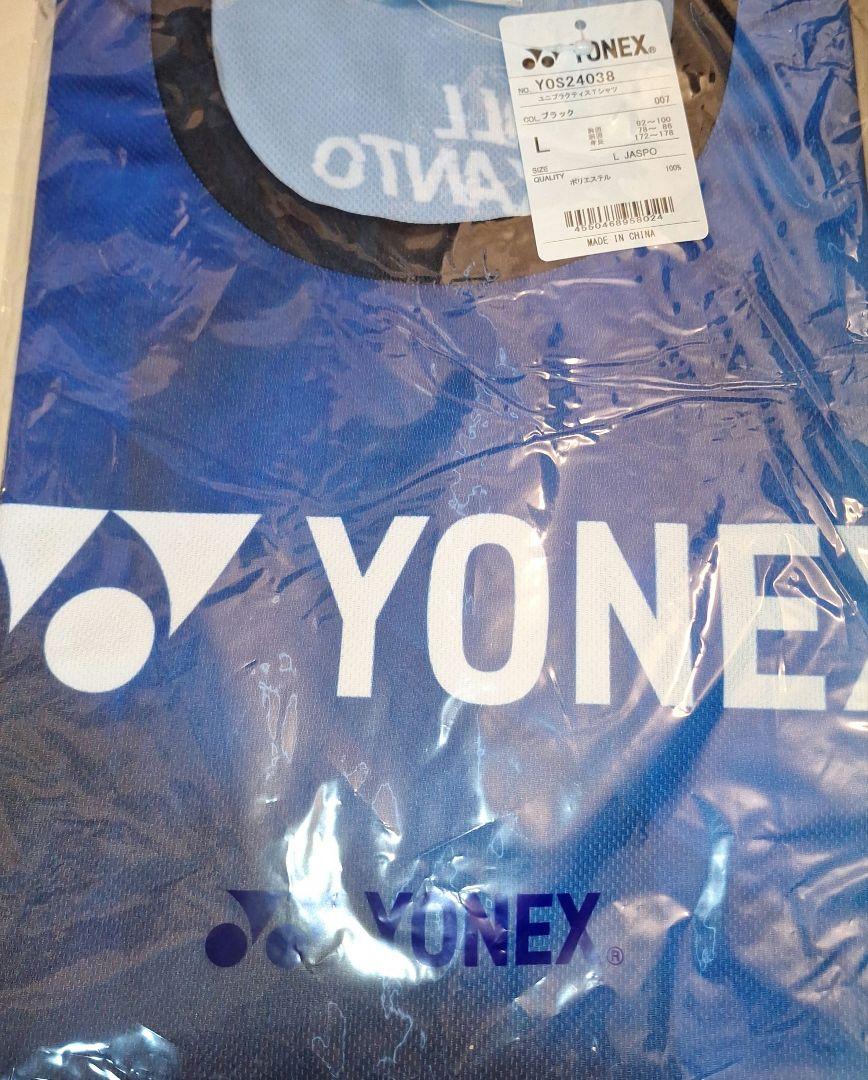 YONEX®
NO. YOS24038
ユニプラクティスTシャツ
COL. ブラック 007
L 胸囲 92～100
胴囲 78～ 86
身長 172～178
SIZE L JASPO
QUALITY ポリエステル 100%
4550468958024
MADE IN CHINA
YONEX
YONEX®